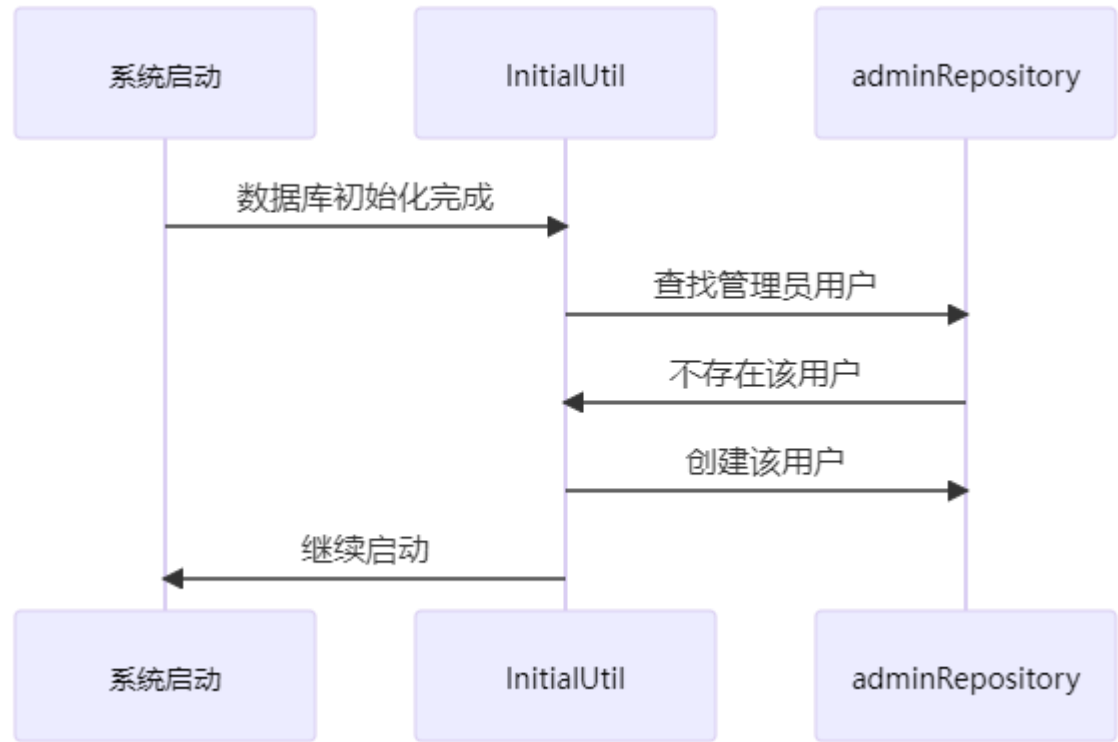 系统启动
InitialUtil
adminRepository
数据库初始化完成
查找管理员用户
不存在该用户
创建该用户
继续启动
系统启动
InitialUtil
adminRepository